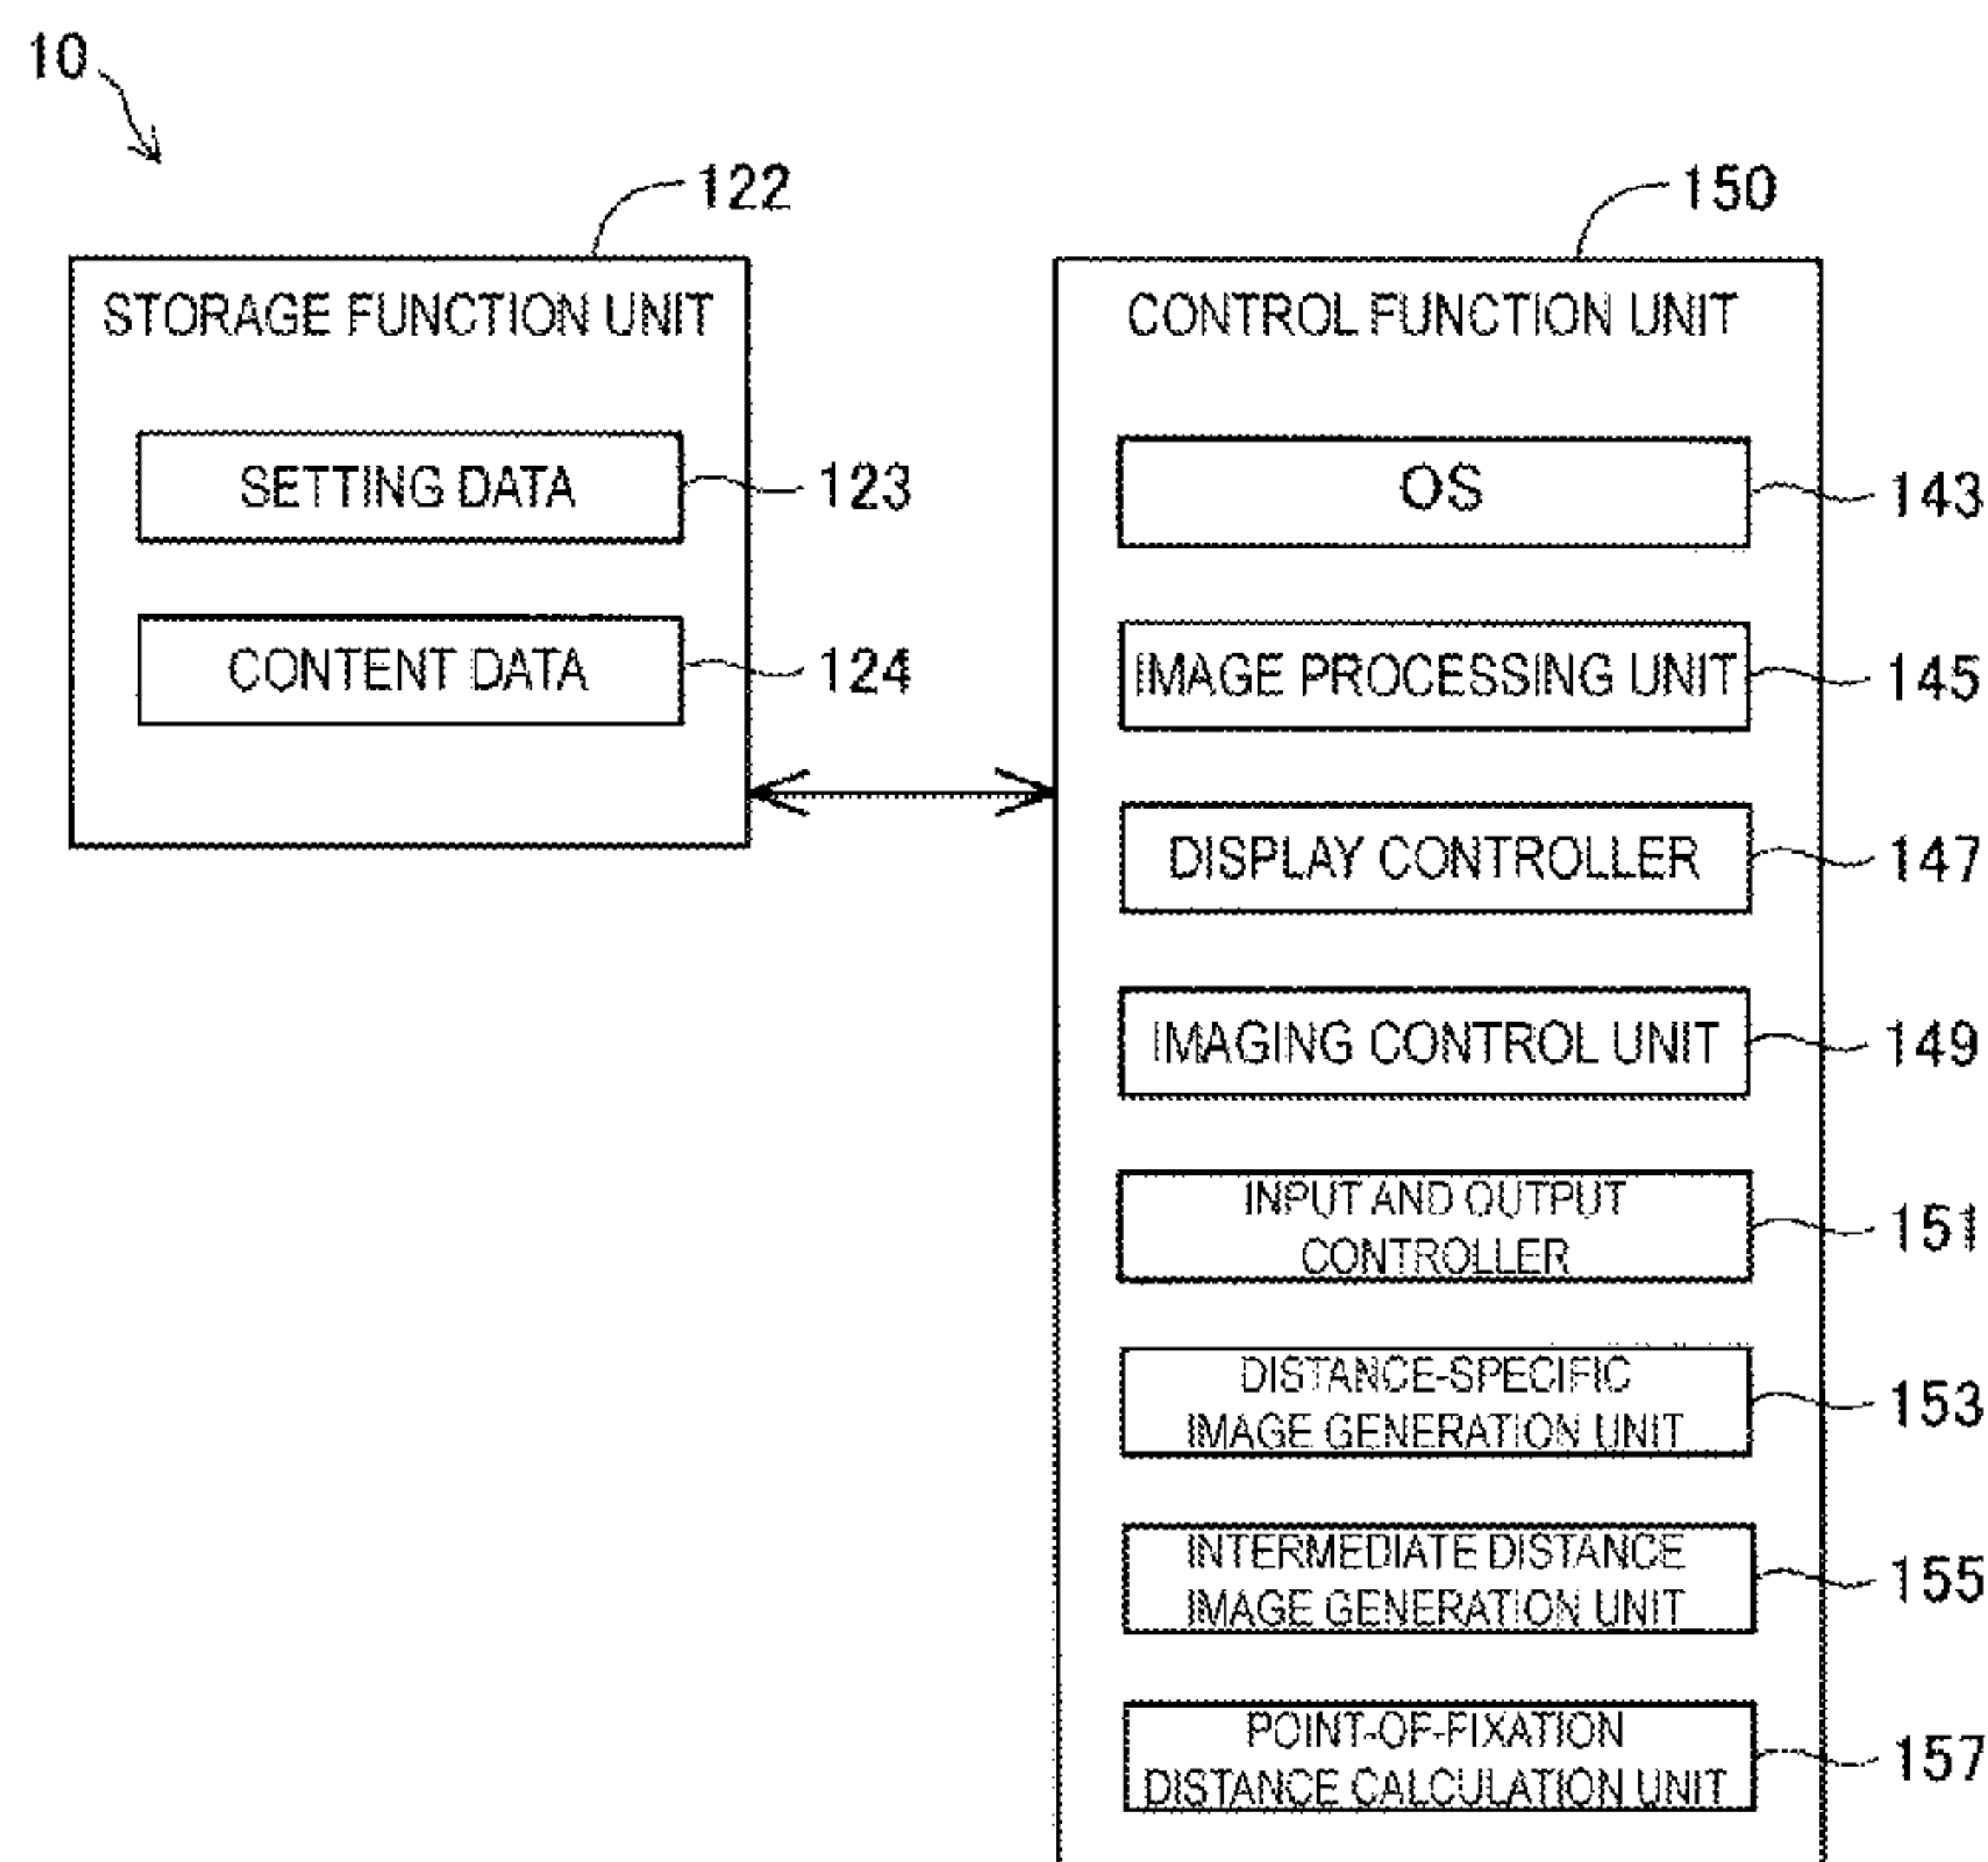 10
122
150
STORAGE FUNCTION UNIT
SETTING DATA
123
CONTENT DATA
124
CONTROL FUNCTION UNIT
OS
143
IMAGE PROCESSING UNIT
145
DISPLAY CONTROLLER
147
IMAGING CONTROL UNIT
149
INPUT AND OUTPUT
CONTROLLER
151
DISTANCE-SPECIFIC
IMAGE GENERATION UNIT
153
INTERMEDIATE DISTANCE
IMAGE GENERATION UNIT
155
POINT-OF-FIXATION
DISTANCE CALCULATION UNIT
157